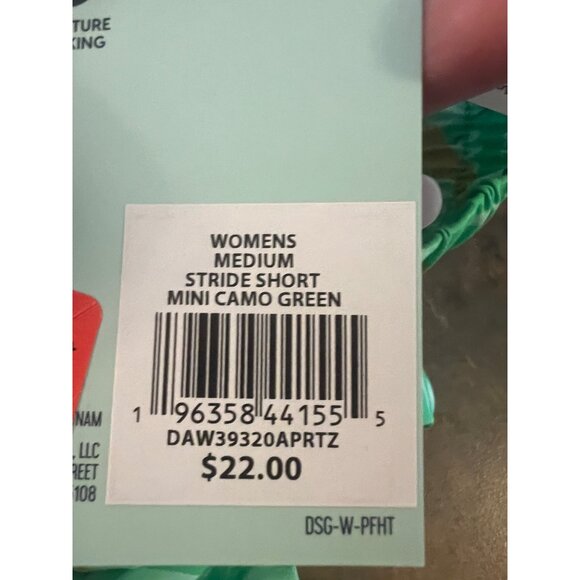 TURE
KING
WOMENS
MEDIUM
STRIDE SHORT
MINI CAMO GREEN
1 96358 44155 5
DAW39320APRTZ
$22.00
NAM
, LLC
REET
108
DSG-W-PFHT